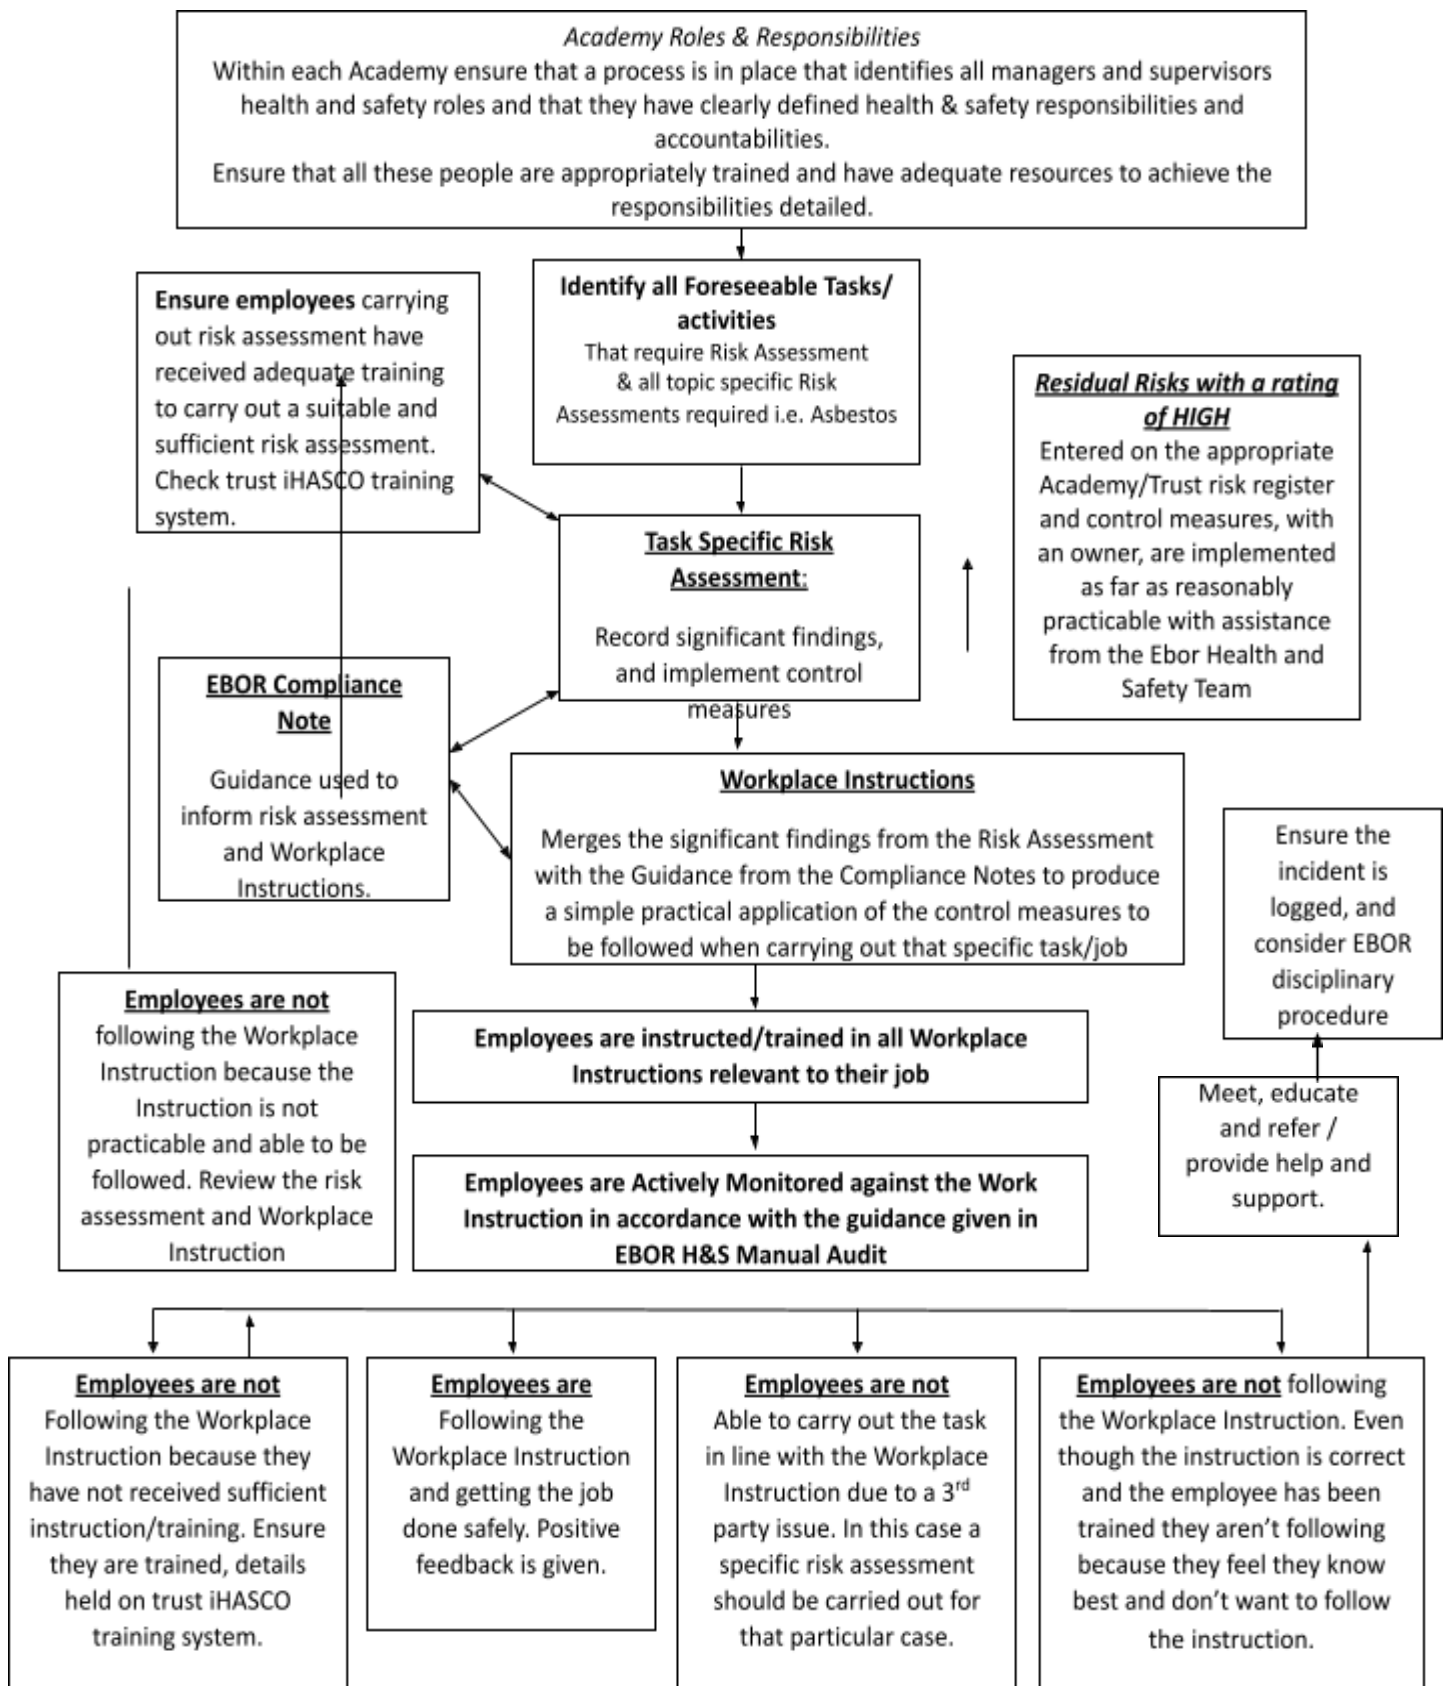 Academy Roles & Responsibilities
Within each Academy ensure that a process is in place that identifies all managers and supervisors
health and safety roles and that they have clearly defined health & safety responsibilities and
accountabilities.
Ensure that all these people are appropriately trained and have adequate resources to achieve the
responsibilities detailed.
Identify all Foreseeable Tasks/
activities
That require Risk Assessment
& all topic specific Risk
Assessments required i.e. Asbestos
Ensure employees carrying
out risk assessment have
received adequate training
to carry out a suitable and
sufficient risk assessment.
Check trust iHASCO training
system.
Residual Risks with a rating
of HIGH
Entered on the appropriate
Academy/Trust risk register
and control measures, with
an owner, are implemented
as far as reasonably
practicable with assistance
from the Ebor Health and
Safety Team
Task Specific Risk
Assessment:
Record significant findings,
and implement control
measures
EBOR Compliance
Note
Guidance used to
inform risk assessment
and Workplace
Instructions.
Workplace Instructions
Merges the significant findings from the Risk Assessment
with the Guidance from the Compliance Notes to produce
a simple practical application of the control measures to
be followed when carrying out that specific task/job
Ensure the
incident is
logged, and
consider EBOR
disciplinary
procedure
Employees are not
following the Workplace
Instruction because the
Instruction is not
practicable and able to be
followed. Review the risk
assessment and Workplace
Instruction
Employees are instructed/trained in all Workplace
Instructions relevant to their job
Meet, educate
and refer /
provide help and
support.
Employees are Actively Monitored against the Work
Instruction in accordance with the guidance given in
EBOR H&S Manual Audit
Employees are not
Following the Workplace
Instruction because they
have not received sufficient
instruction/training. Ensure
they are trained, details
held on trust iHASCO
training system.
Employees are
Following the
Workplace Instruction
and getting the job
done safely. Positive
feedback is given.
Employees are not
Able to carry out the task
in line with the Workplace
Instruction due to a 3rd
party issue. In this case a
specific risk assessment
should be carried out for
that particular case.
Employees are not following
the Workplace Instruction. Even
though the instruction is correct
and the employee has been
trained they aren't following
because they feel they know
best and don't want to follow
the instruction.